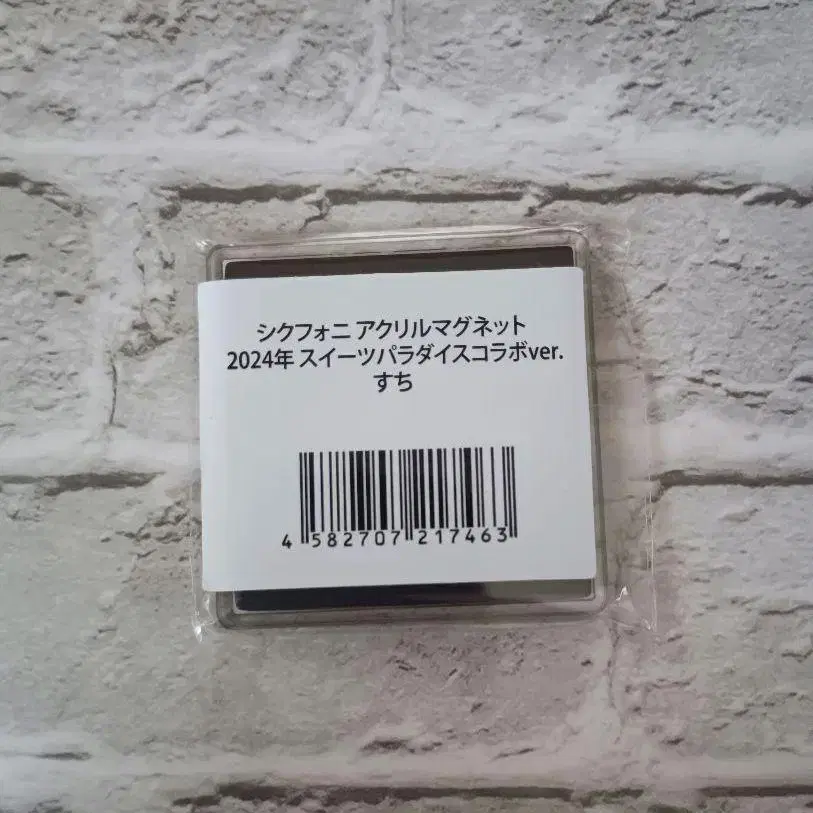 シクフォニ アクリルマグネット
2024年 スイーツパラダイスコラボver.
すち
4 582707 217463